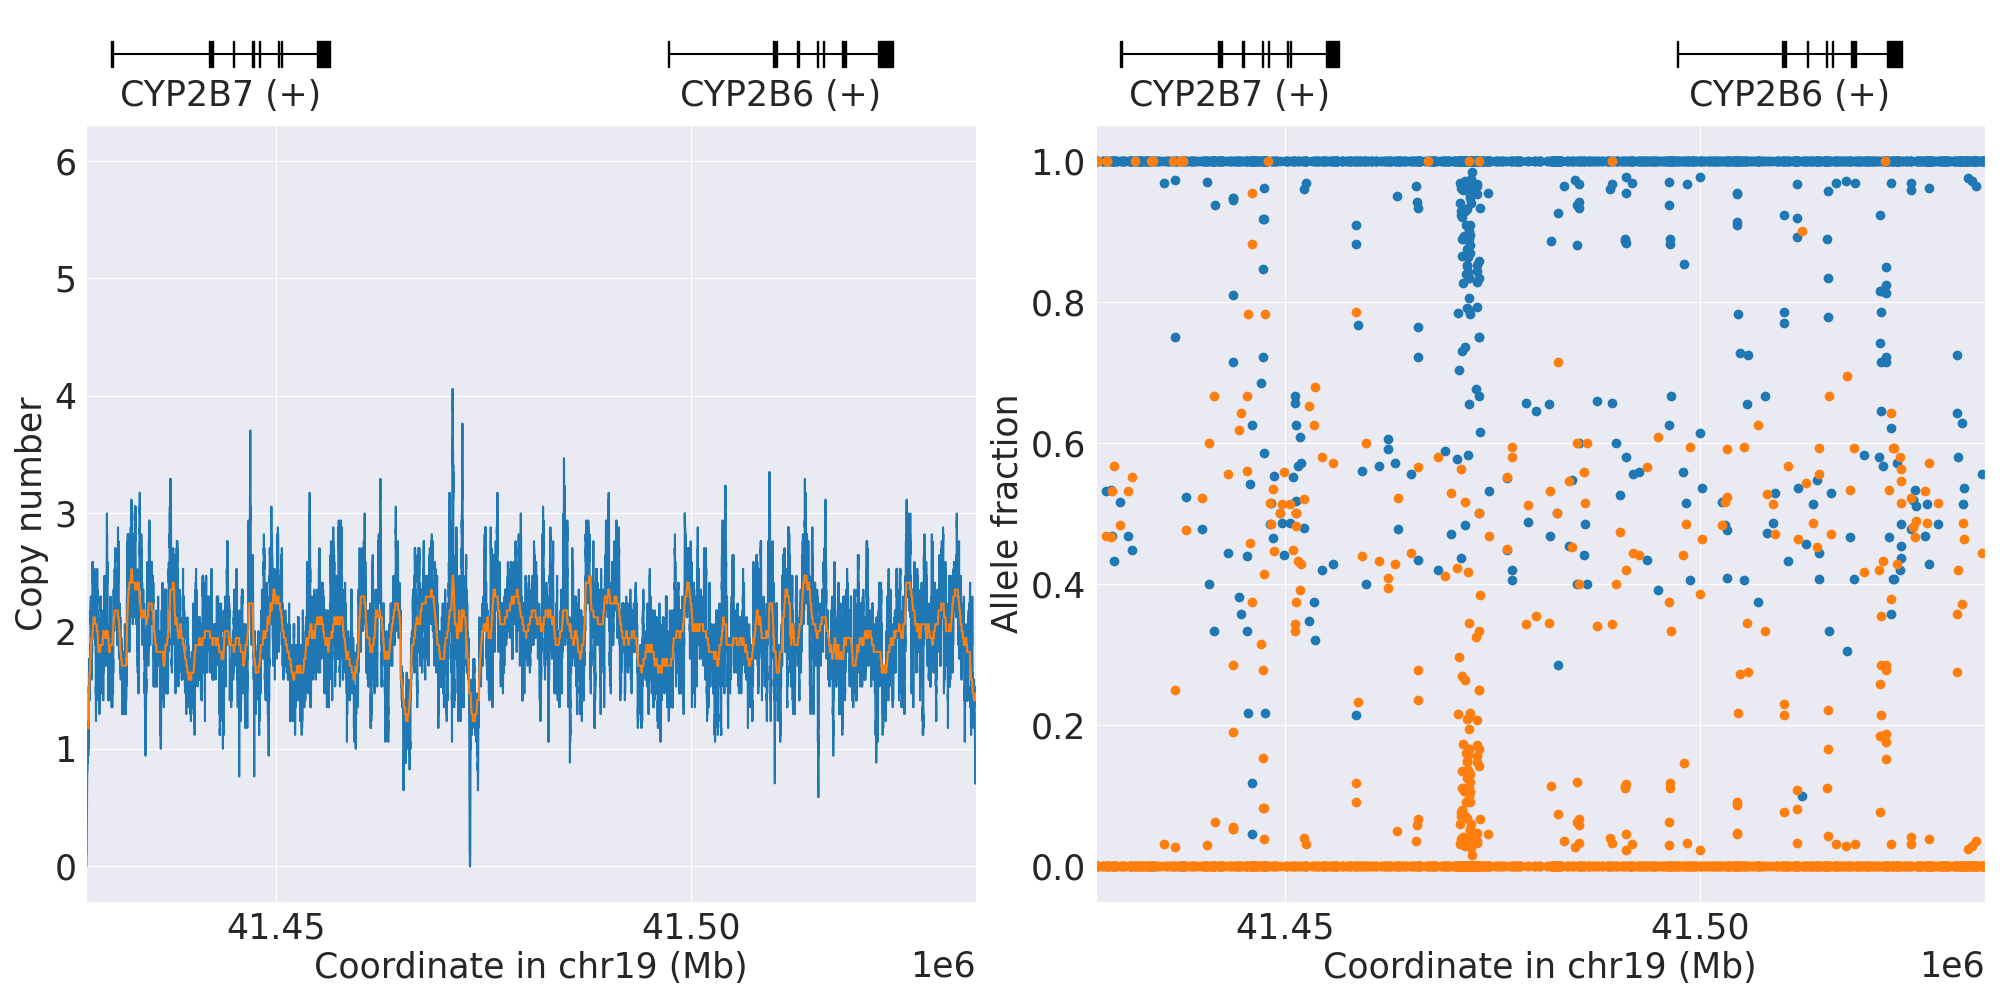 CYP2B7 (+) CYP2B6 (+)
6
5
4
3
2
1
0
Copy number
41.45 41.50
Coordinate in chr19 (Mb)
1e6
CYP2B7 (+) CYP2B6 (+)
1.0
0.8
0.6
0.4
0.2
0.0
Allele fraction
41.45 41.50
Coordinate in chr19 (Mb)
1e6